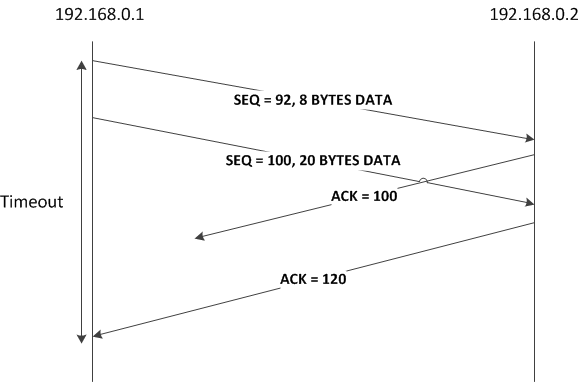 192.168.0.1
192.168.0.2
SEQ = 92, 8 BYTES DATA
SEQ = 100, 20 BYTES DATA
ACK = 100
Timeout
ACK = 120